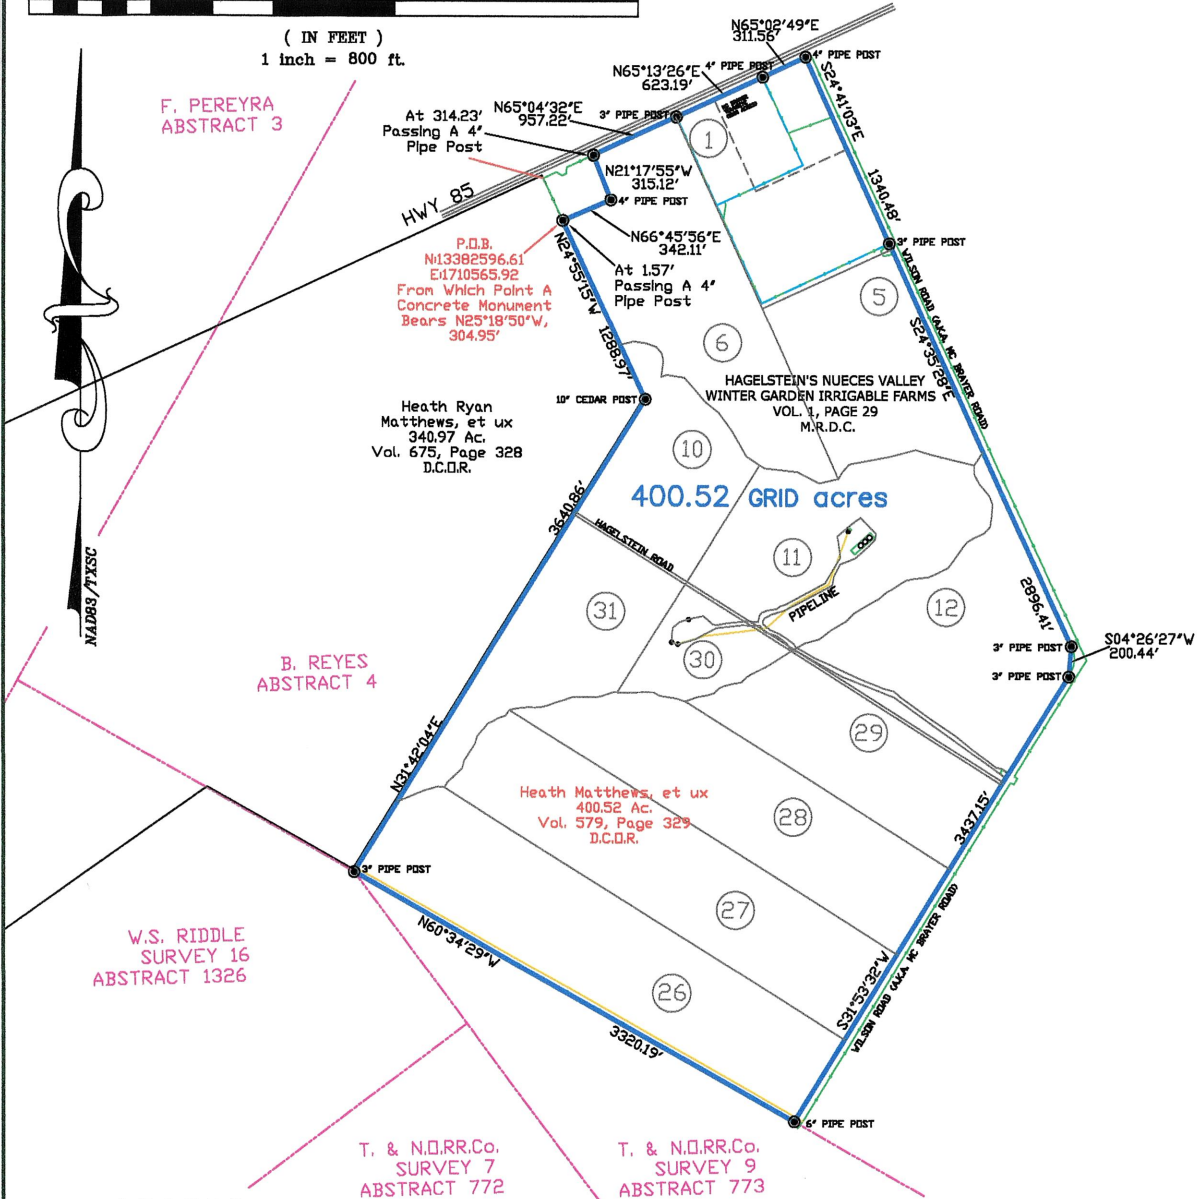 ( IN FEET )
1 inch = 800 ft.
F. PEREYRA
ABSTRACT 3
NAD83/TXSC
HWY 85
At 314.23'
Passing A 4"
Pipe Post
N65°04'32"E
957.22'
3" PIPE POST
N65°13'26"E
623.19'
4" PIPE POST
N65°02'49"E
311.56'
4" PIPE POST
S24°41'03"E
1340.48'
3" PIPE POST
N21°17'55"W
315.12'
4" PIPE POST
N66°45'56"E
342.11'
At 1.57'
Passing A 4"
Pipe Post
P.O.B.
N:13382596.61
E:1710565.92
From Which Point A
Concrete Monument
Bears N25°18'50"W,
304.95'
N24°55'15"W
1288.97'
10" CEDAR POST
Heath Ryan
Matthews, et ux
340.97 Ac.
Vol. 675, Page 328
D.C.O.R.
1
5
6
WILSON ROAD (AKA MC BRAYER ROAD)
S24°35'28"E
2896.41'
HAGELSTEIN'S NUECES VALLEY
WINTER GARDEN IRRIGABLE FARMS
VOL. 1, PAGE 29
M.R.D.C.
10
400.52 GRID acres
3640.86'
N31°42'04"E
HAGELSTEIN ROAD
11
PIPELINE
12
31
30
3" PIPE POST
S04°26'27"W
200.44'
3" PIPE POST
B. REYES
ABSTRACT 4
29
Heath Matthews, et ux
400.52 Ac.
Vol. 579, Page 329
D.C.O.R.
28
3437.15'
S31°53'32"W
WILSON ROAD (AKA MC BRAYER ROAD)
3" PIPE POST
27
26
N60°34'29"W
3320.19'
W.S. RIDDLE
SURVEY 16
ABSTRACT 1326
6" PIPE POST
T. & N.O.RR.Co.
SURVEY 7
ABSTRACT 772
T. & N.O.RR.Co.
SURVEY 9
ABSTRACT 773